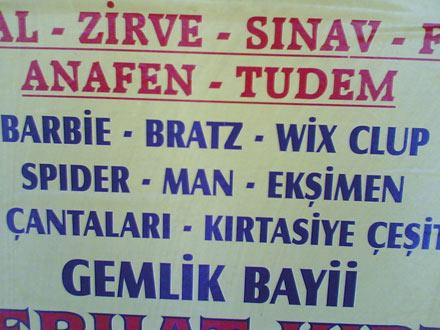 AL - ZİRVE - SINAV - F
ANAFEN - TUDEM
BARBİE - BRATZ - WİX CLUP
SPIDER - MAN - EKŞİMEN
ÇANTALARI - KIRTASİYE ÇEŞİT
GEMLİK BAYİİ